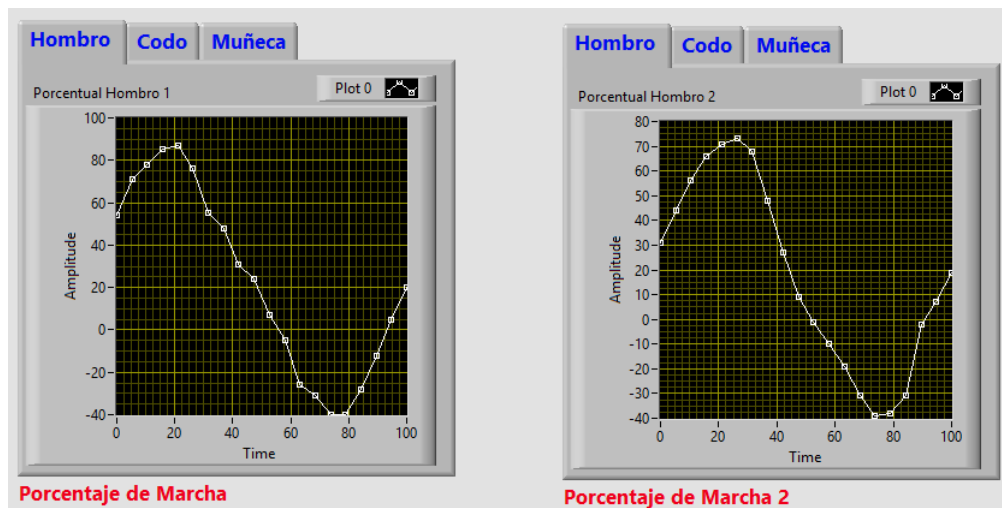 Hombro Codo Muñeca
Porcentual Hombro 1
Plot 0
100
80
60
40
20
0
-20
-40
Amplitude
0 20 40 60 80 100
Time
Porcentaje de Marcha
Hombro Codo Muñeca
Porcentual Hombro 2
Plot 0
80
70
60
50
40
30
20
10
0
-10
-20
-30
-40
Amplitude
0 20 40 60 80 100
Time
Porcentaje de Marcha 2